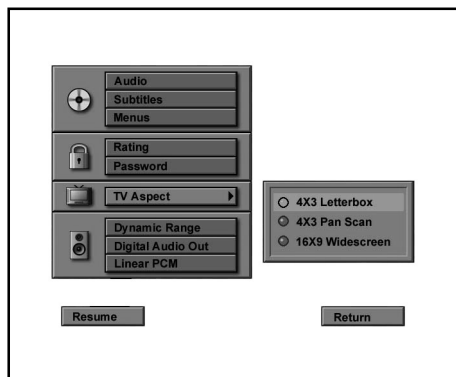 Audio
Subtitles
Menus
Rating
Password
TV Aspect
4X3 Letterbox
4X3 Pan Scan
16X9 Widescreen
Dynamic Range
Digital Audio Out
Linear PCM
Resume
Return